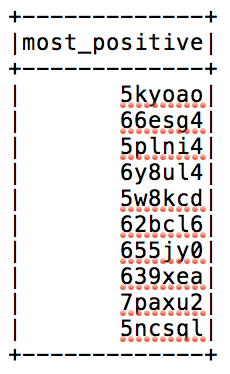 +-------------+
|most_positive|
+-------------+
|       5kyoao|
|       66esg4|
|       5plni4|
|       6y8ul4|
|       5w8kcd|
|       62bcl6|
|       655jy0|
|       639xea|
|       7paxu2|
|       5ncsql|
+-------------+